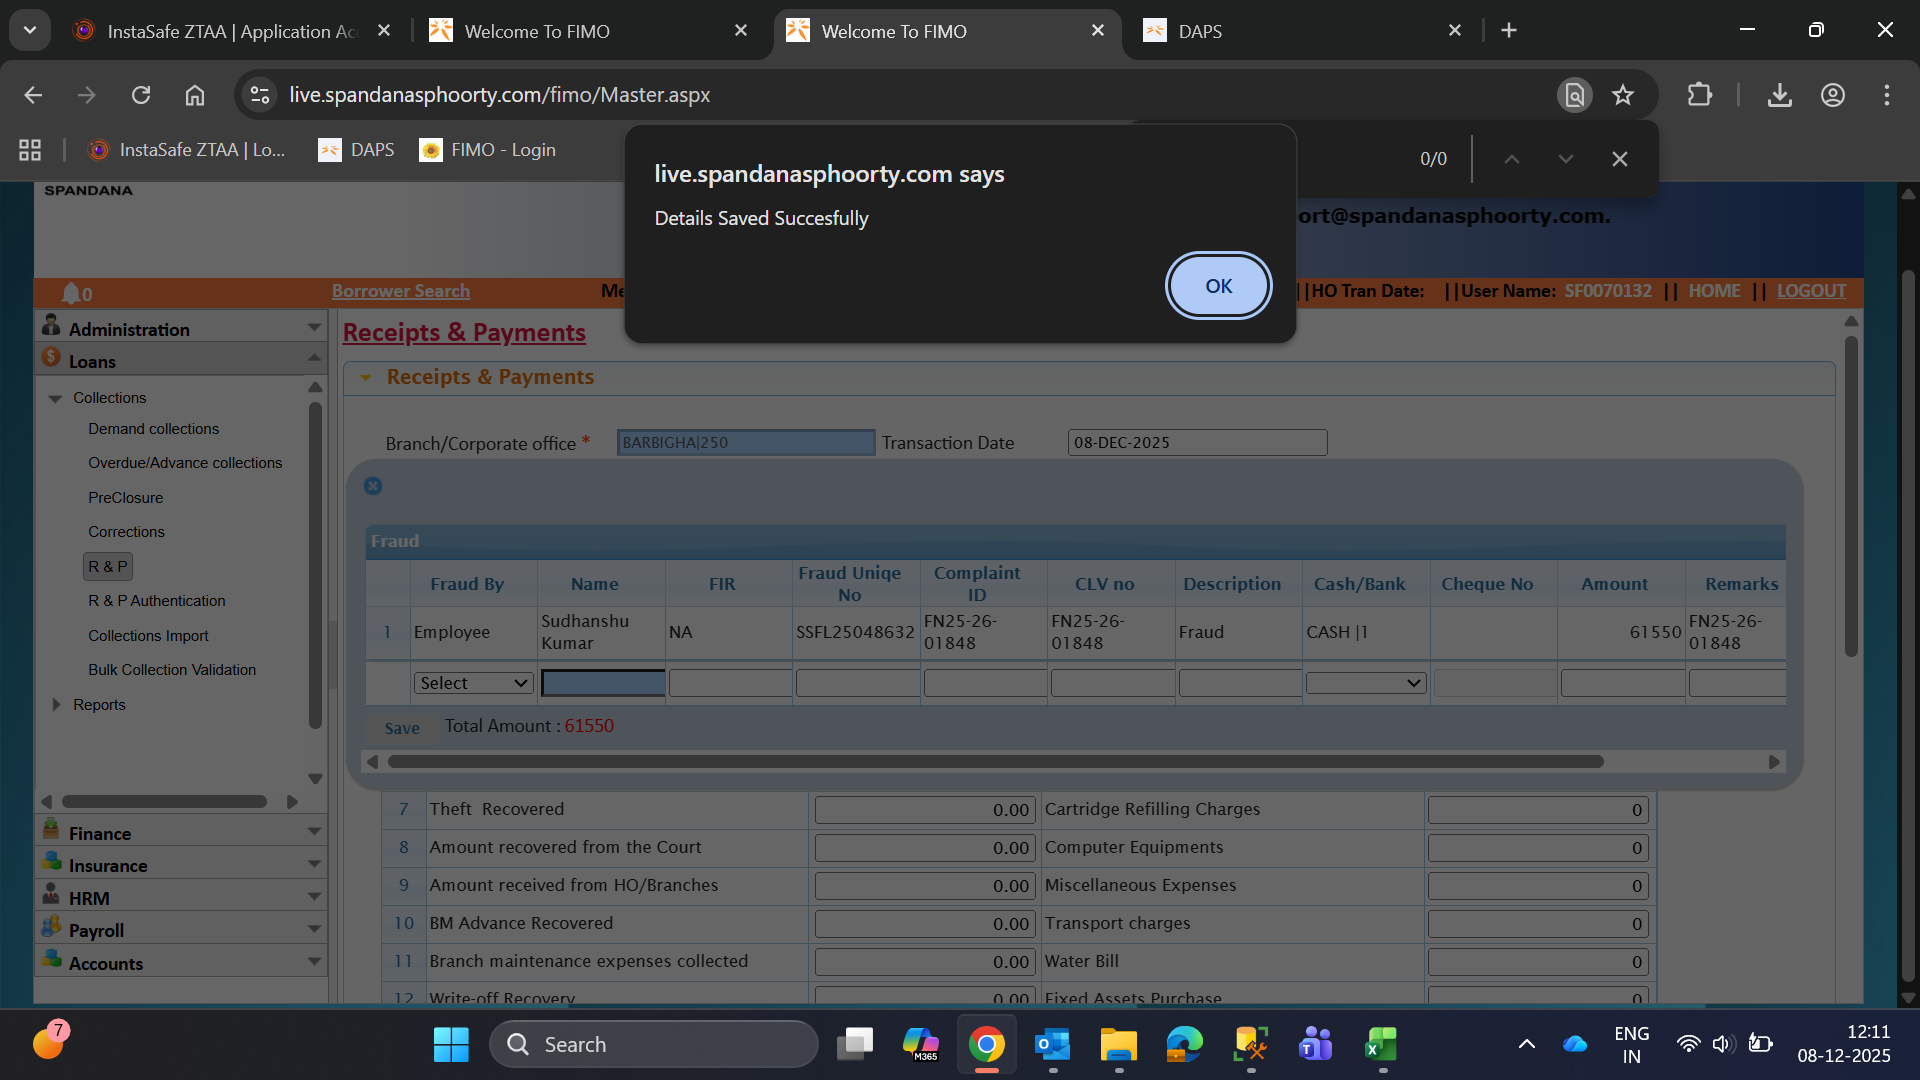 InstaSafe ZTAA | Application Ac
Welcome To FIMO
Welcome To FIMO
DAPS
live.spandanasphoorty.com/fimo/Master.aspx
InstaSafe ZTAA | Lo...
DAPS
FIMO - Login
0/0
live.spandanasphoorty.com says
Details Saved Succesfully
OK
SPANDANA
ort@spandanasphoorty.com.
0
Borrower Search
Me
||HO Tran Date: ||User Name: SF0070132 || HOME || LOGOUT
Administration
Loans
Collections
Demand collections
Overdue/Advance collections
PreClosure
Corrections
R & P
R & P Authentication
Collections Import
Bulk Collection Validation
Reports
Finance
Insurance
HRM
Payroll
Accounts
Receipts & Payments
Receipts & Payments
Branch/Corporate office * BARBIGHA|250 Transaction Date 08-DEC-2025
Fraud
Fraud By Name FIR Fraud Uniqe No Complaint ID CLV no Description Cash/Bank Cheque No Amount Remarks
1 Employee Sudhanshu Kumar NA SSFL25048632 FN25-26-01848 FN25-26-01848 Fraud CASH |1 61550 FN25-26-01848
Select
Save Total Amount : 61550
7 Theft Recovered 0.00 Cartridge Refilling Charges 0
8 Amount recovered from the Court 0.00 Computer Equipments 0
9 Amount received from HO/Branches 0.00 Miscellaneous Expenses 0
10 BM Advance Recovered 0.00 Transport charges 0
11 Branch maintenance expenses collected 0.00 Water Bill 0
12 Write-off Recovery 0.00 Fixed Assets Purchase 0
7
Search
M365
ENG
IN
12:11
08-12-2025